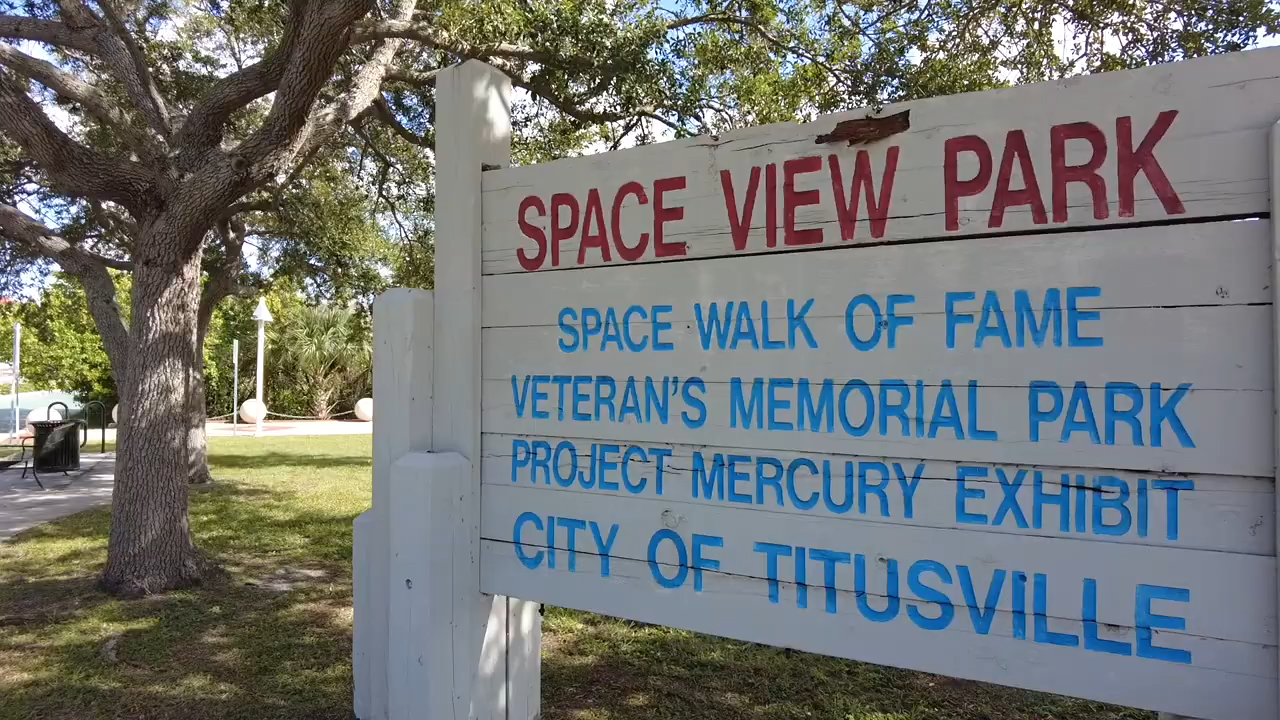 SPACE VIEW PARK
SPACE WALK OF FAME
VETERAN'S MEMORIAL PARK
PROJECT MERCURY EXHIBIT
CITY OF TITUSVILLE